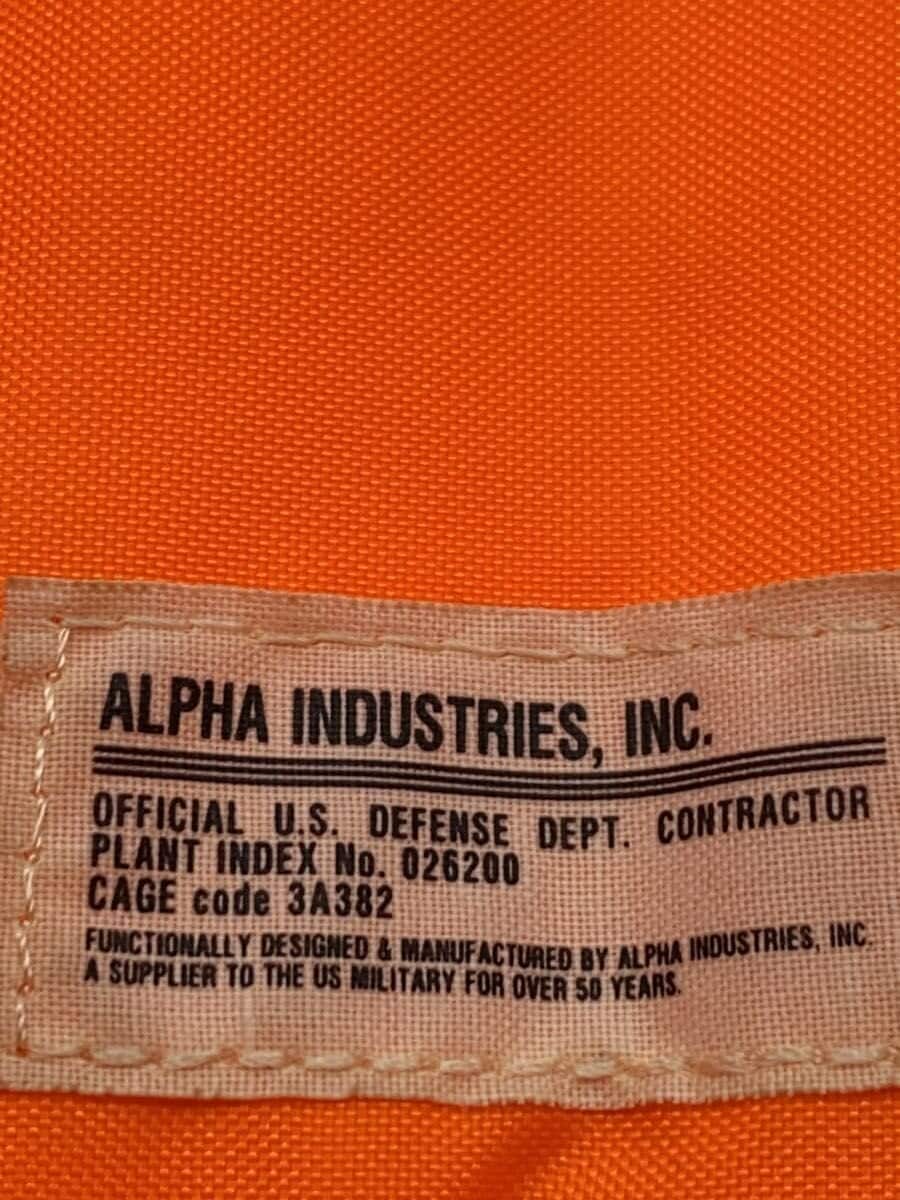 ALPHA INDUSTRIES, INC.
OFFICIAL U.S. DEFENSE DEPT. CONTRACTOR
PLANT INDEX No. 026200
CAGE code 3A382
FUNCTIONALLY DESIGNED & MANUFACTURED BY ALPHA INDUSTRIES, INC.
A SUPPLIER TO THE US MILITARY FOR OVER 50 YEARS.